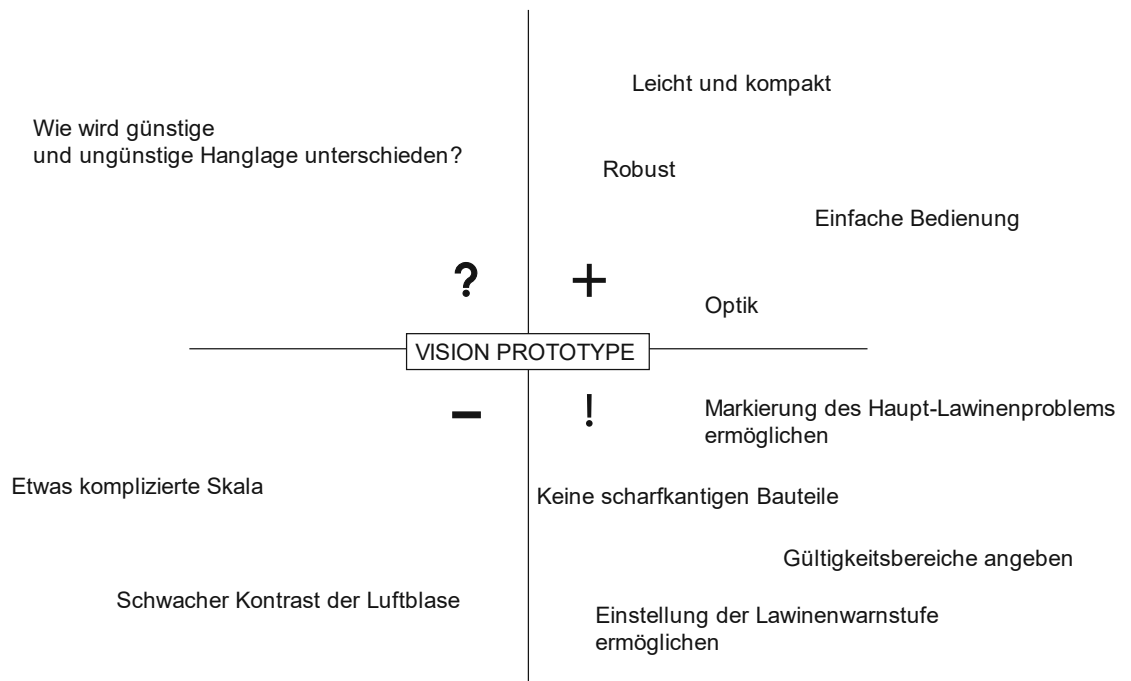 Leicht und kompakt
Wie wird günstige
und ungünstige Hanglage unterschieden?
Robust
Einfache Bedienung
?
+
Optik
VISION PROTOTYPE
–
!
Markierung des Haupt-Lawinenproblems
ermöglichen
Etwas komplizierte Skala
Keine scharfkantigen Bauteile
Gültigkeitsbereiche angeben
Schwacher Kontrast der Luftblase
Einstellung der Lawinenwarnstufe
ermöglichen